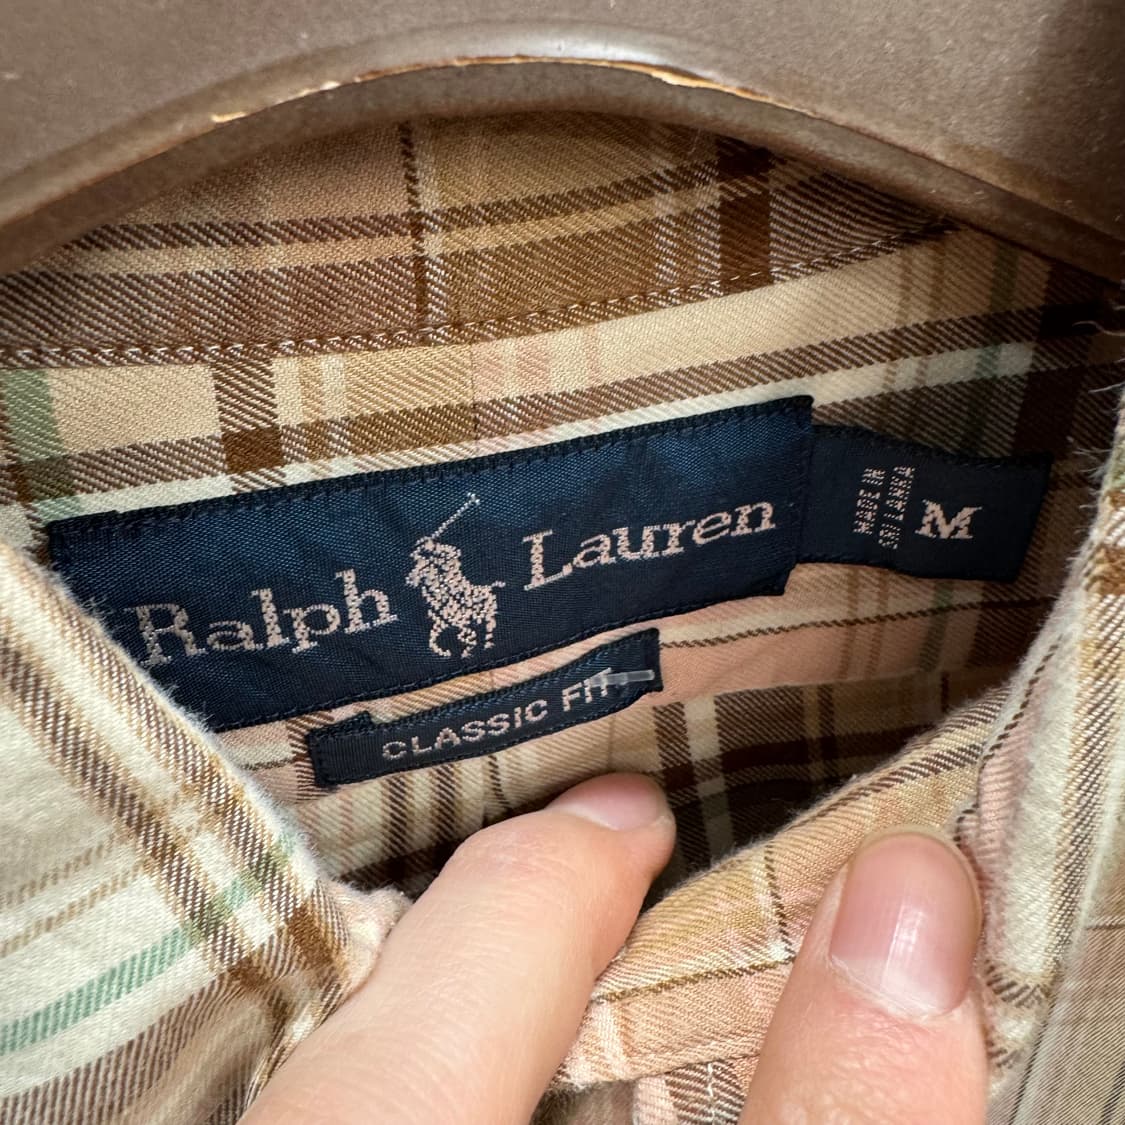 Ralph Lauren
MADE IN
SRI LANKA
M
CLASSIC FIT